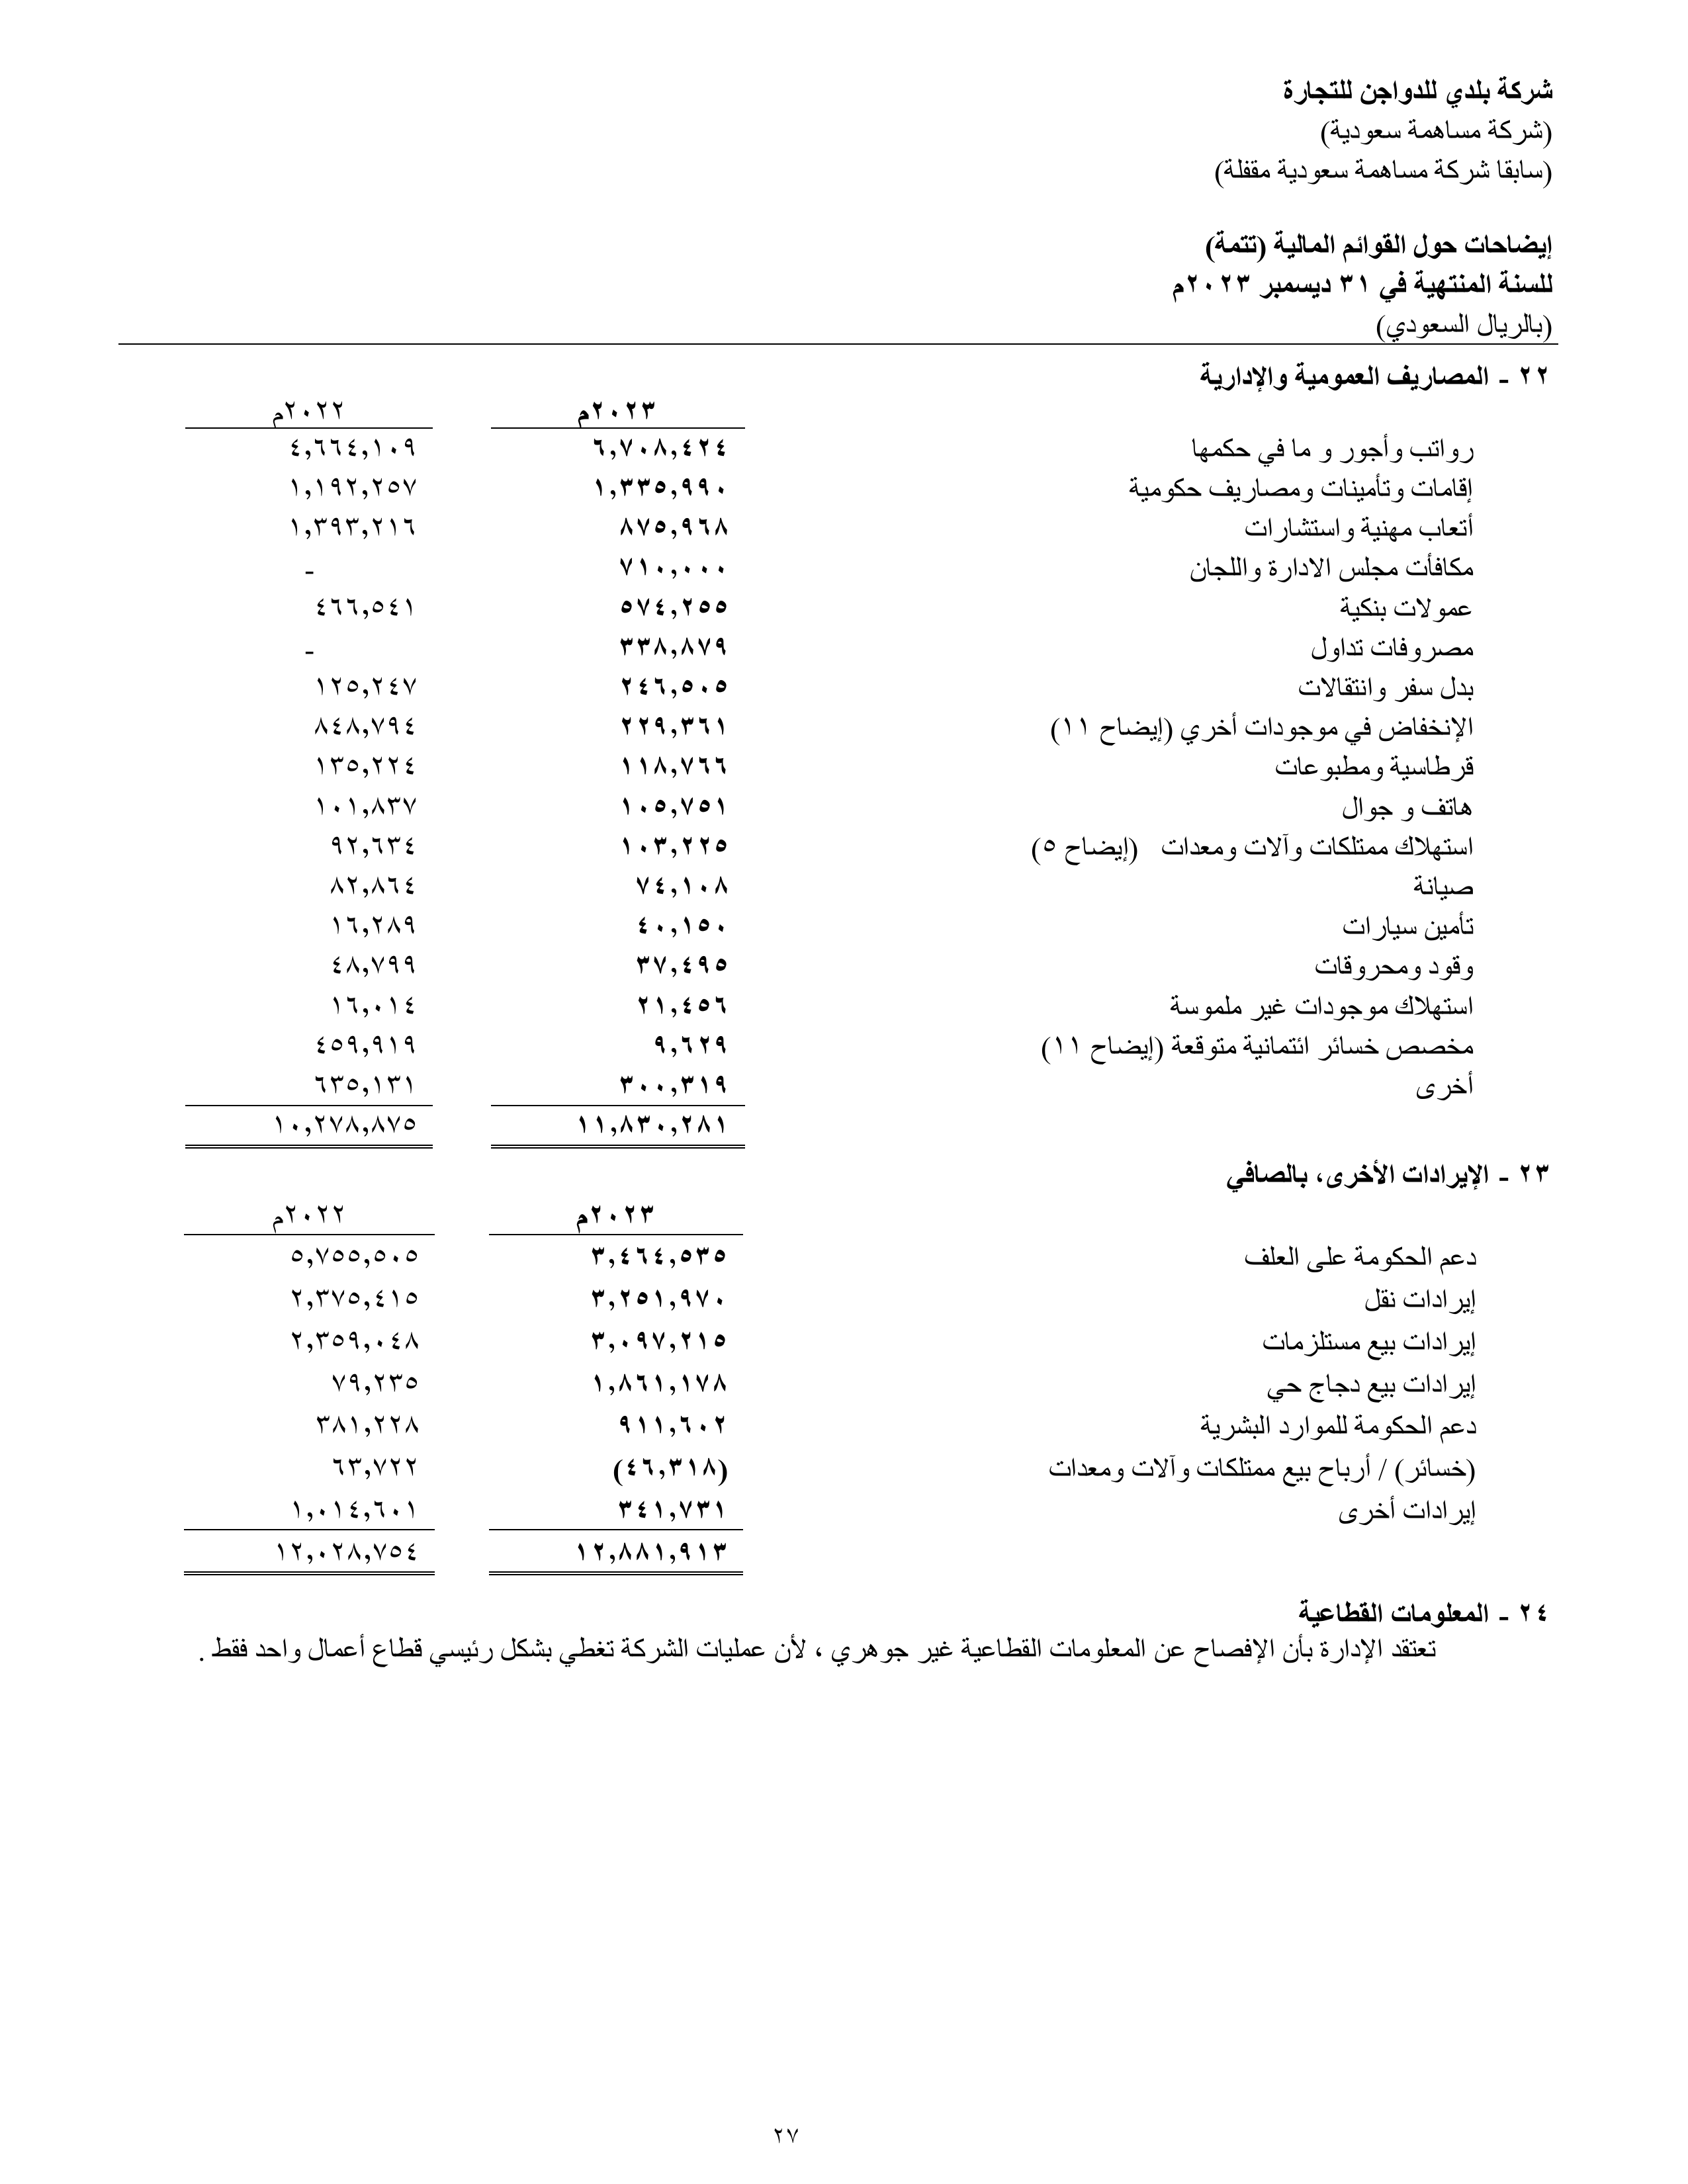 شركة بلدي للدواجن للتجارة
(شركة مساهمة سعودية)
(سابقا شركة مساهمة سعودية مقفلة)
إيضاحات حول القوائم المالية (تتمة)
للسنة المنتهية في ٣١ ديسمبر ٢٠٢٣م
(بالريال السعودي)
٢٢ - المصاريف العمومية والإدارية
٢٠٢٣م ٢٠٢٢م
رواتب وأجور و ما في حكمها ٦,٧٠٨,٤٢٤ ٤,٦٦٤,١٠٩
إقامات وتأمينات ومصاريف حكومية ١,٣٣٥,٩٩٠ ١,١٩٢,٢٥٧
أتعاب مهنية واستشارات ٨٧٥,٩٦٨ ١,٣٩٣,٢١٦
مكافأت مجلس الادارة واللجان ٧١٠,٠٠٠ -
عمولات بنكية ٥٧٤,٢٥٥ ٤٦٦,٥٤١
مصروفات تداول ٣٣٨,٨٧٩ -
بدل سفر وانتقالات ٢٤٦,٥٠٥ ١٢٥,٢٤٧
الإنخفاض في موجودات أخري (إيضاح ١١) ٢٢٩,٣٦١ ٨٤٨,٧٩٤
قرطاسية ومطبوعات ١١٨,٧٦٦ ١٣٥,٢٢٤
هاتف و جوال ١٠٥,٧٥١ ١٠١,٨٣٧
استهلاك ممتلكات وآلات ومعدات (إيضاح ٥) ١٠٣,٢٢٥ ٩٢,٦٣٤
صيانة ٧٤,١٠٨ ٨٢,٨٦٤
تأمين سيارات ٤٠,١٥٠ ١٦,٢٨٩
وقود ومحروقات ٣٧,٤٩٥ ٤٨,٧٩٩
استهلاك موجودات غير ملموسة ٢١,٤٥٦ ١٦,٠١٤
مخصص خسائر ائتمانية متوقعة (إيضاح ١١) ٩,٦٢٩ ٤٥٩,٩١٩
أخرى ٣٠٠,٣١٩ ٦٣٥,١٣١
١١,٨٣٠,٢٨١ ١٠,٢٧٨,٨٧٥
٢٣ - الإيرادات الأخرى، بالصافي
٢٠٢٣م ٢٠٢٢م
دعم الحكومة على العلف ٣,٤٦٤,٥٣٥ ٥,٧٥٥,٥٠٥
إيرادات نقل ٣,٢٥١,٩٧٠ ٢,٣٧٥,٤١٥
إيرادات بيع مستلزمات ٣,٠٩٧,٢١٥ ٢,٣٥٩,٠٤٨
إيرادات بيع دجاج حي ١,٨٦١,١٧٨ ٧٩,٢٣٥
دعم الحكومة للموارد البشرية ٩١١,٦٠٢ ٣٨١,٢٢٨
(خسائر) / أرباح بيع ممتلكات وآلات ومعدات (٤٦,٣١٨) ٦٣,٧٢٢
إيرادات أخرى ٣٤١,٧٣١ ١,٠١٤,٦٠١
١٢,٨٨١,٩١٣ ١٢,٠٢٨,٧٥٤
٢٤ - المعلومات القطاعية
تعتقد الإدارة بأن الإفصاح عن المعلومات القطاعية غير جوهري ، لأن عمليات الشركة تغطي بشكل رئيسي قطاع أعمال واحد فقط .
٢٧